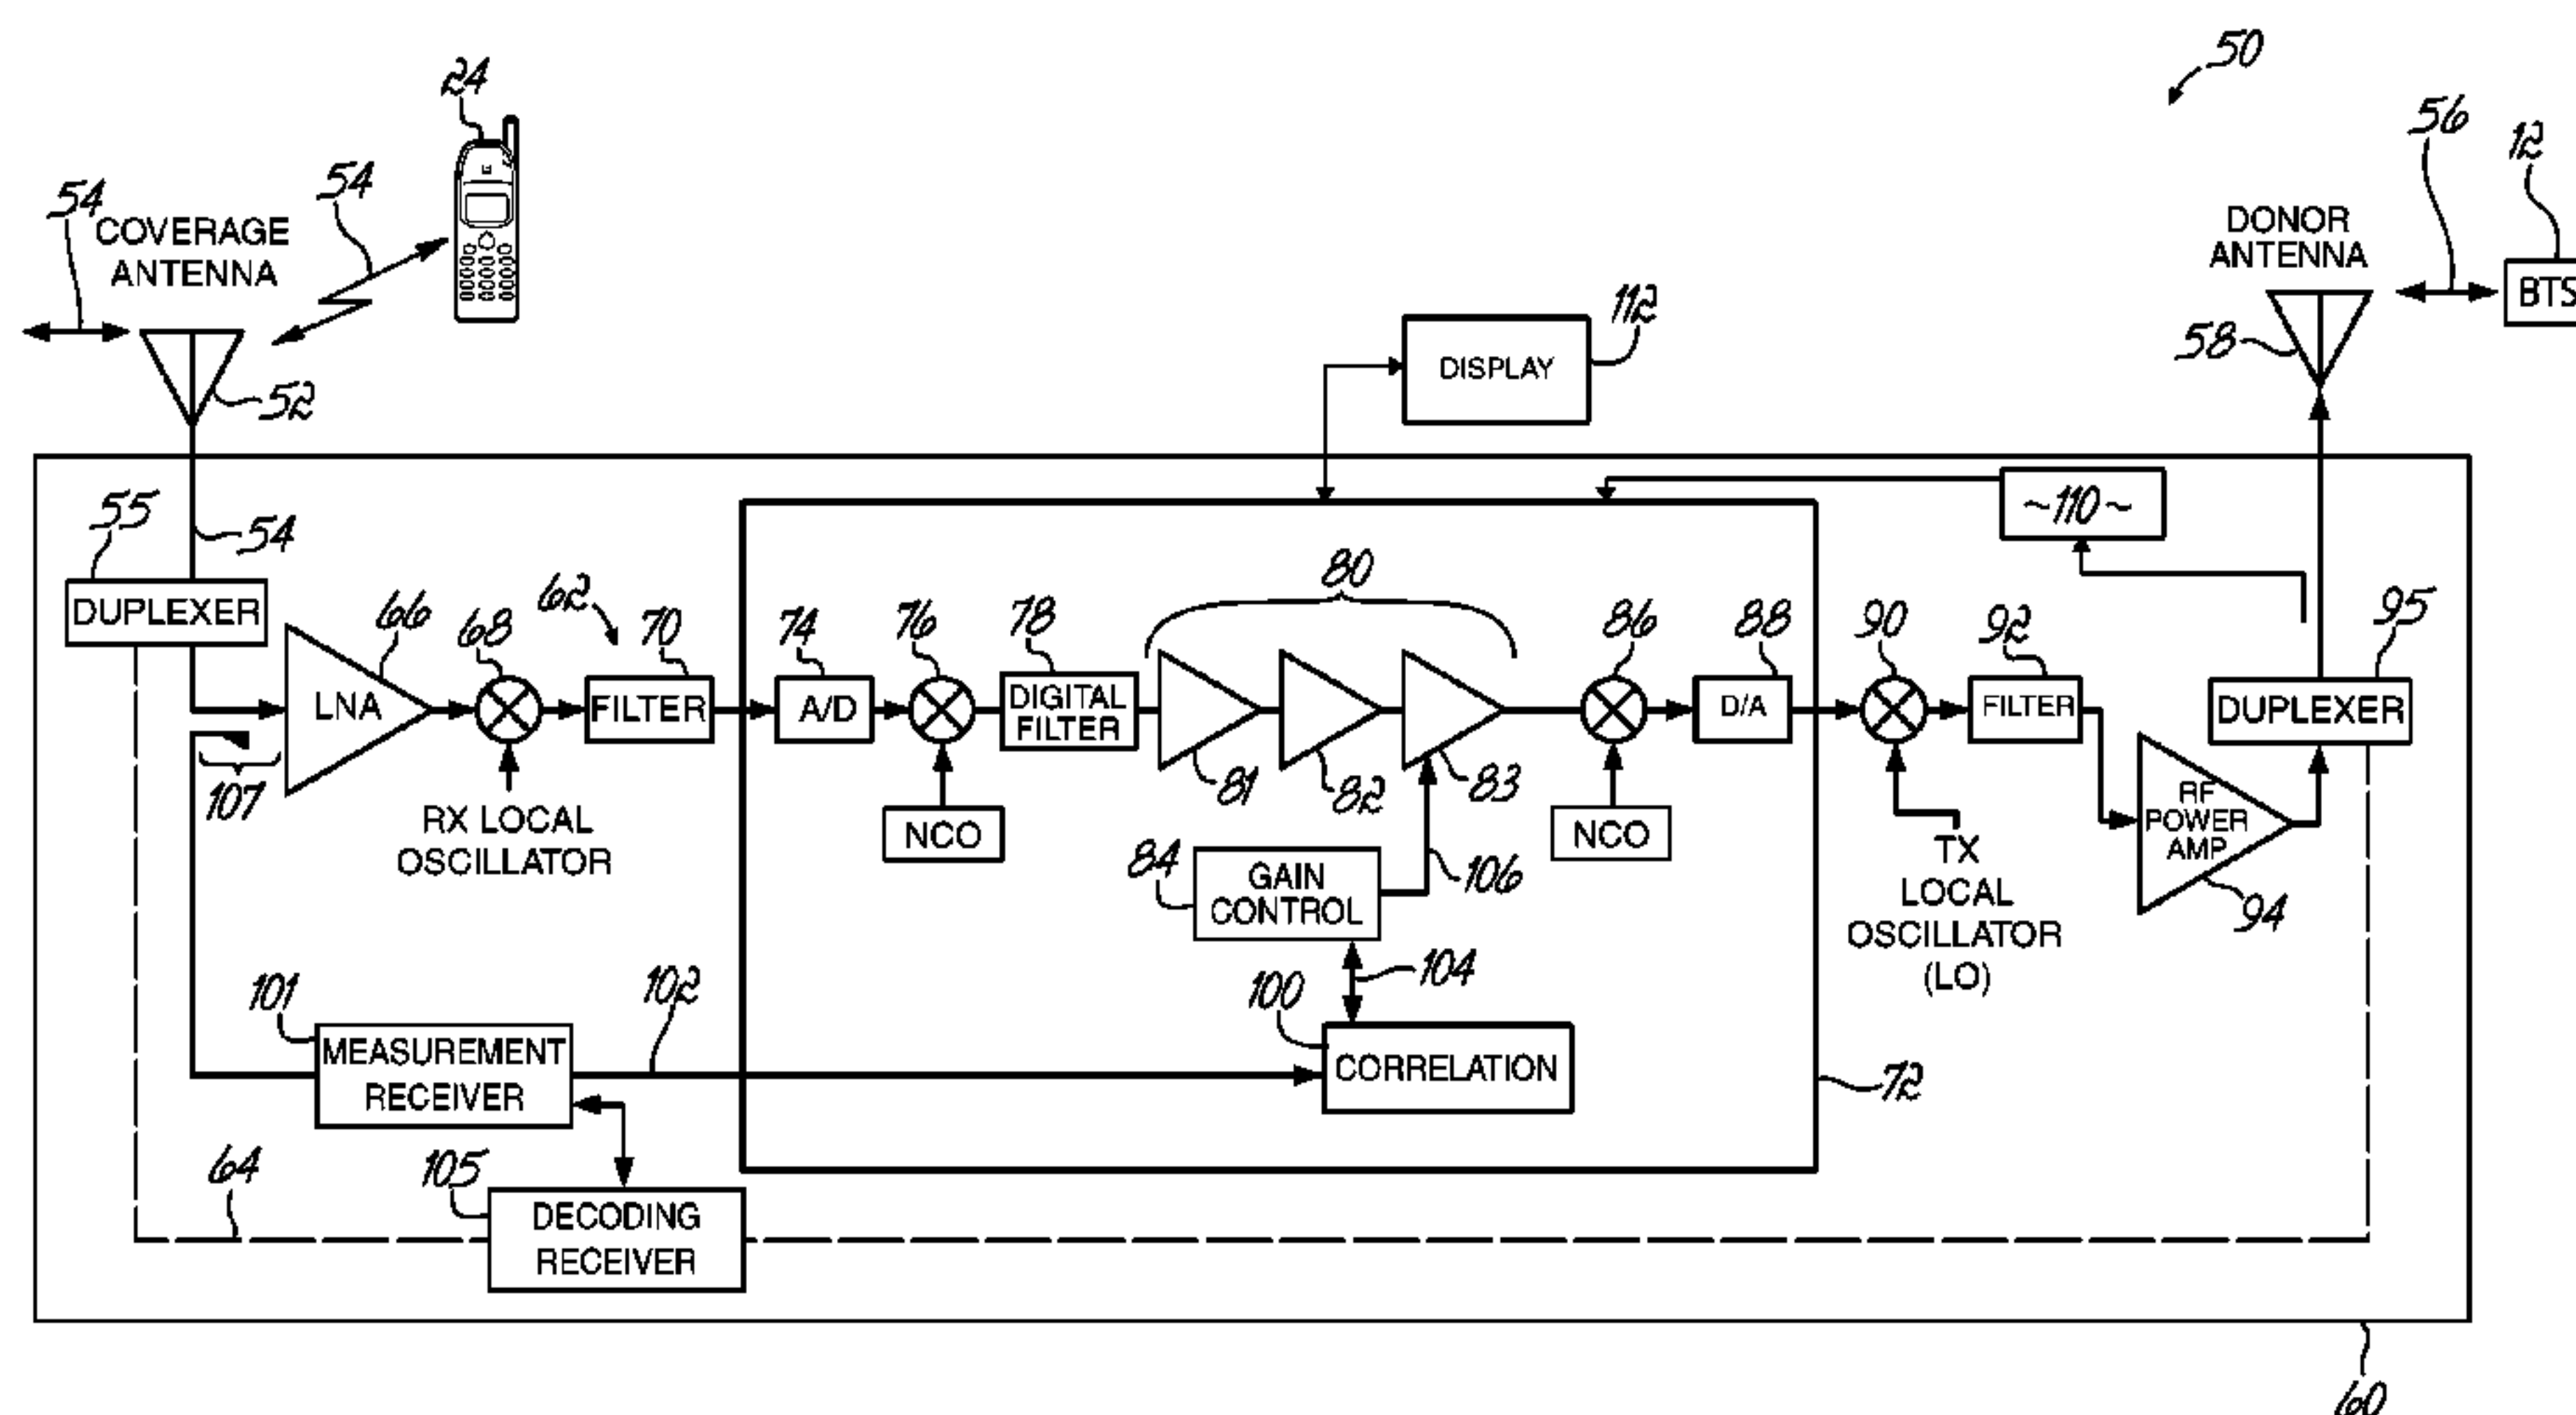 50
24
56
12
54
54
COVERAGE
ANTENNA
DONOR
ANTENNA
BTS
112
DISPLAY
58
52
55
54
~110~
80
DUPLEXER
66
68
62
70
74
76
78
86
88
90
92
95
LNA
FILTER
A/D
DIGITAL
FILTER
D/A
FILTER
DUPLEXER
81
82
83
107
RX LOCAL
OSCILLATOR
NCO
NCO
RF
POWER
AMP
84
GAIN
CONTROL
106
TX
LOCAL
OSCILLATOR
(LO)
94
101
102
100
104
MEASUREMENT
RECEIVER
CORRELATION
72
64
105
DECODING
RECEIVER
60